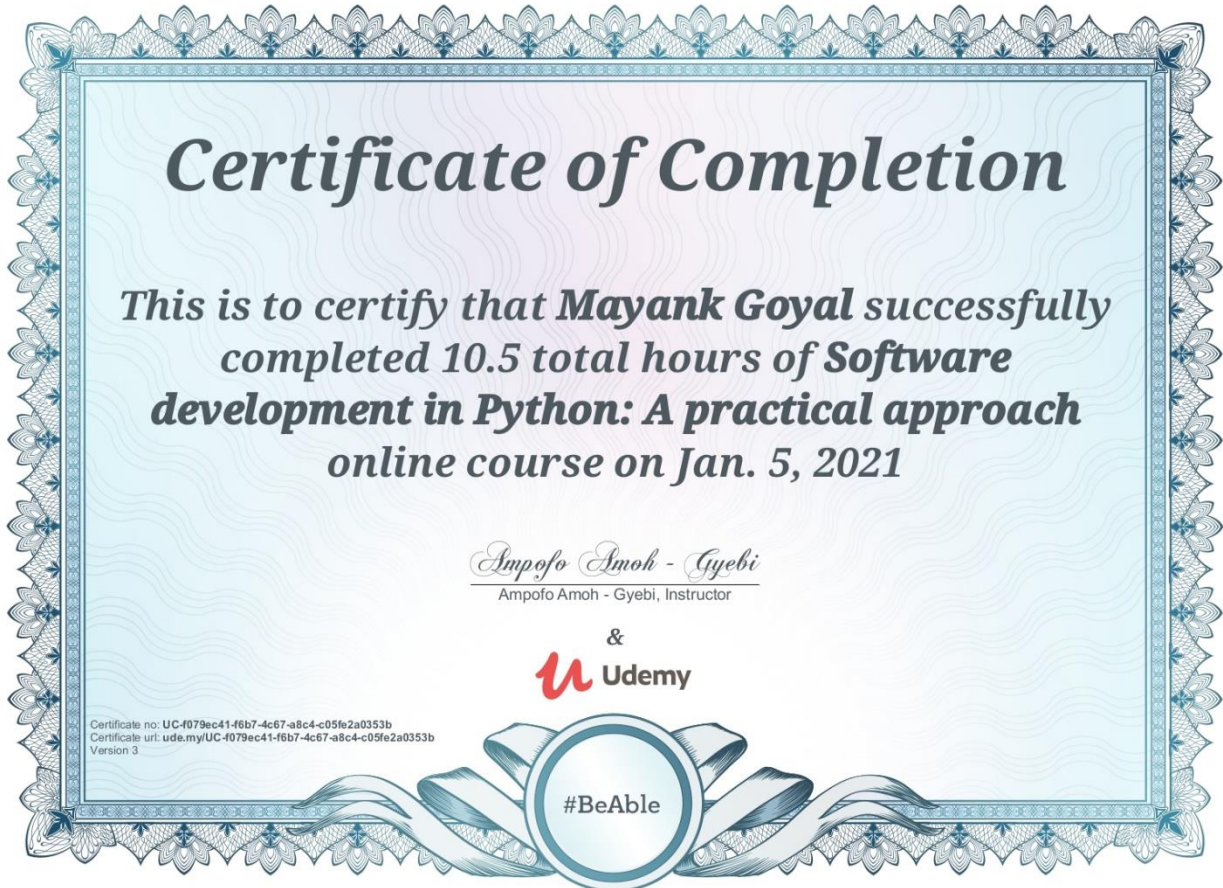 Certificate of Completion
This is to certify that Mayank Goyal successfully
completed 10.5 total hours of Software
development in Python: A practical approach
online course on Jan. 5, 2021
Ampofo Amoh - Gyebi
Ampofo Amoh - Gyebi, Instructor
&
Udemy
Certificate no: UC-f079ec41-f6b7-4c67-a8c4-c05fe2a0353b
Certificate url: ude.my/UC-f079ec41-f6b7-4c67-a8c4-c05fe2a0353b
Version 3
#BeAble